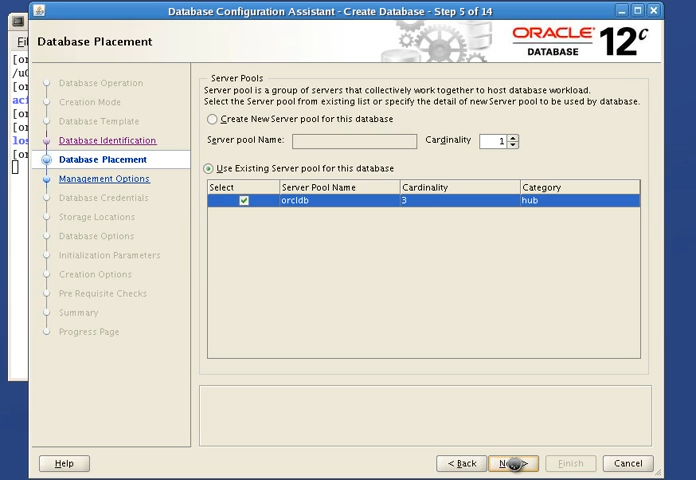 Database Configuration Assistant - Create Database - Step 5 of 14
Database Placement
ORACLE
DATABASE
12c
Database Operation
Creation Mode
Database Template
Database Identification
Database Placement
Management Options
Database Credentials
Storage Locations
Database Options
Initialization Parameters
Creation Options
Pre Requisite Checks
Summary
Progress Page
Server Pools
Server pool is a group of servers that collectively work together to host database workload.
Select the Server pool from existing list or specify the detail of new Server pool to be used by database.
Create New Server pool for this database
Server pool Name: Cardinality 1
Use Existing Server pool for this database
Select Server Pool Name Cardinality Category
orcldb 3 hub
Help < Back Finish Cancel